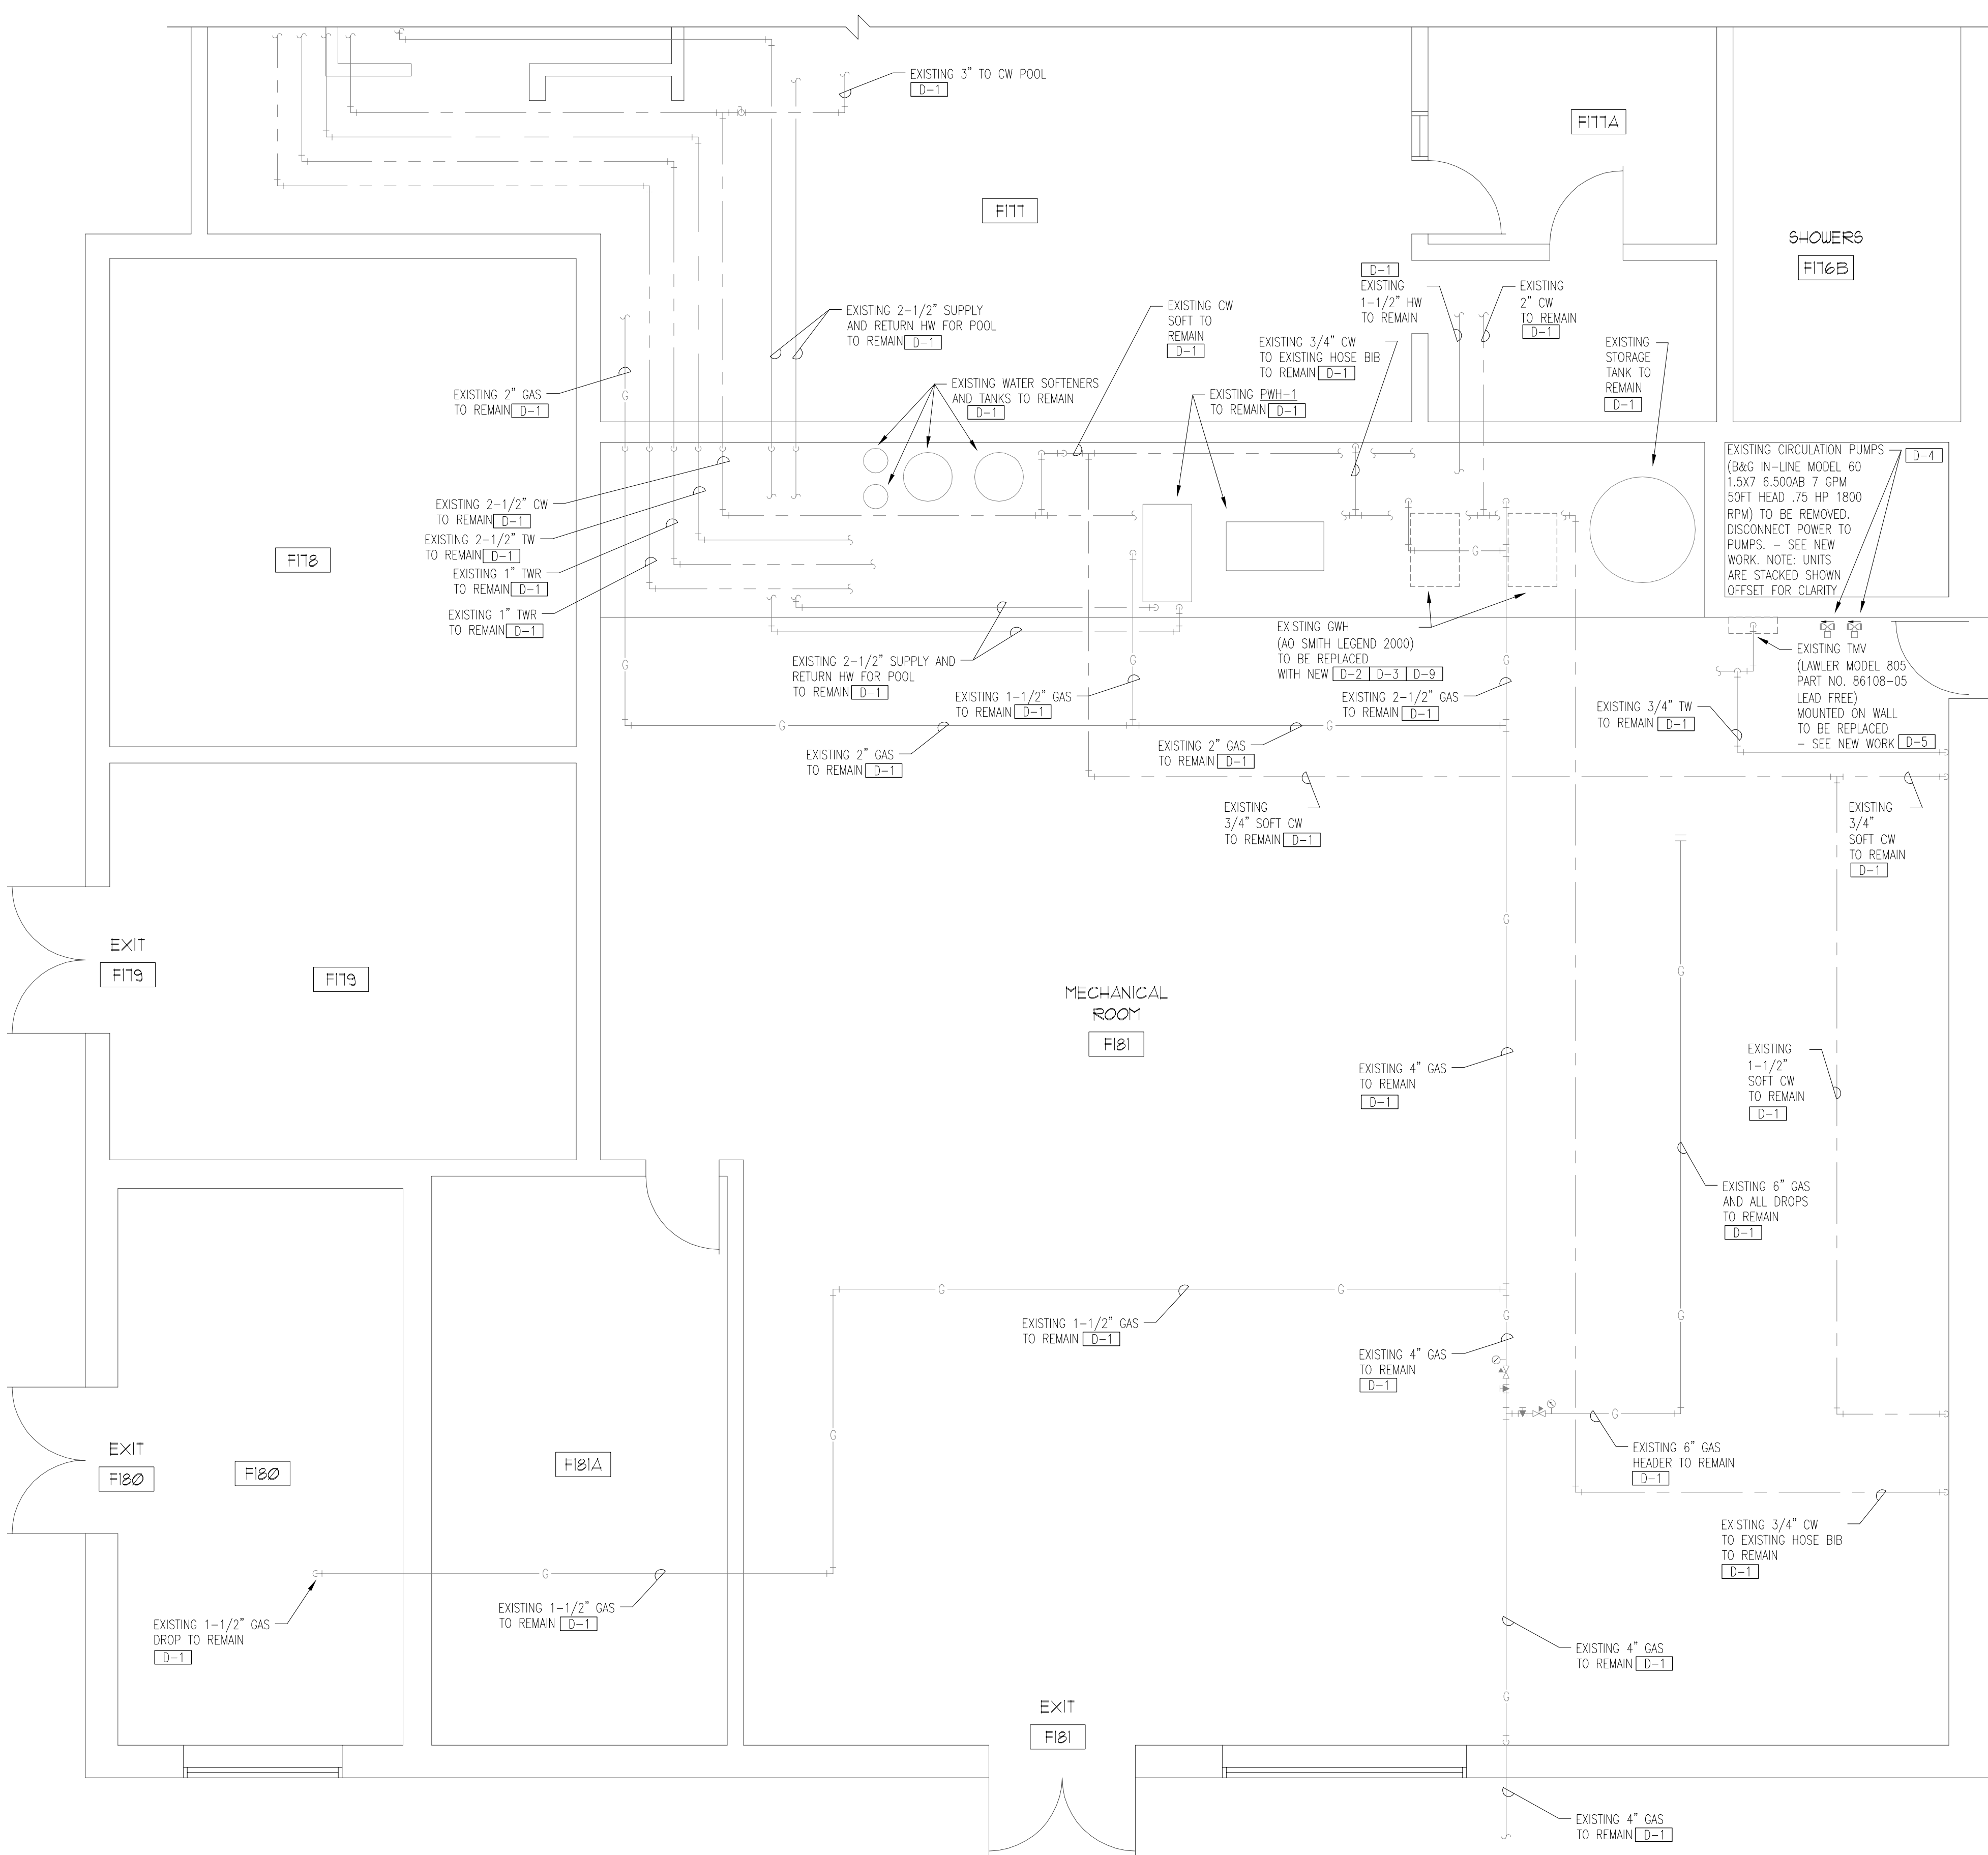 EXISTING 3" TO CW POOL
D-1
F177A
F177
SHOWERS
F176B
D-1
EXISTING
1-1/2" HW
TO REMAIN
EXISTING
2" CW
TO REMAIN
D-1
EXISTING CW
SOFT TO
REMAIN
D-1
EXISTING 2-1/2" SUPPLY
AND RETURN HW FOR POOL
TO REMAIN D-1
EXISTING 3/4" CW
TO EXISTING HOSE BIB
TO REMAIN D-1
EXISTING
STORAGE
TANK TO
REMAIN
D-1
EXISTING 2" GAS
TO REMAIN D-1
EXISTING WATER SOFTENERS
AND TANKS TO REMAIN
D-1
EXISTING PWH-1
TO REMAIN D-1
G
EXISTING CIRCULATION PUMPS D-4
(B&G IN-LINE MODEL 60
1.5X7 6.500AB 7 GPM
50FT HEAD .75 HP 1800
RPM) TO BE REMOVED.
DISCONNECT POWER TO
PUMPS. - SEE NEW
WORK. NOTE: UNITS
ARE STACKED SHOWN
OFFSET FOR CLARITY
EXISTING 2-1/2" CW
TO REMAIN D-1
EXISTING 2-1/2" TW
TO REMAIN D-1
EXISTING 1" TWR
TO REMAIN D-1
EXISTING 1" TWR
TO REMAIN D-1
F178
G
EXISTING GWH
(AO SMITH LEGEND 2000)
TO BE REPLACED
WITH NEW D-2 D-3 D-9
EXISTING 2-1/2" SUPPLY AND
RETURN HW FOR POOL
TO REMAIN D-1
G
G
G
EXISTING 1-1/2" GAS
TO REMAIN D-1
EXISTING 2-1/2" GAS
TO REMAIN D-1
EXISTING TMV
(LAWLER MODEL 805
PART NO. 86108-05
LEAD FREE)
MOUNTED ON WALL
TO BE REPLACED
- SEE NEW WORK D-5
EXISTING 3/4" TW
TO REMAIN D-1
G
G
EXISTING 2" GAS
TO REMAIN D-1
EXISTING 2" GAS
TO REMAIN D-1
EXISTING
3/4" SOFT CW
TO REMAIN D-1
EXISTING
3/4"
SOFT CW
TO REMAIN
D-1
G
EXIT
F179
F179
G
MECHANICAL
ROOM
F181
EXISTING 4" GAS
TO REMAIN
D-1
EXISTING
1-1/2"
SOFT CW
TO REMAIN
D-1
EXISTING 6" GAS
AND ALL DROPS
TO REMAIN
D-1
G
G
EXISTING 1-1/2" GAS
TO REMAIN D-1
G
G
EXISTING 4" GAS
TO REMAIN
D-1
G
G
EXISTING 6" GAS
HEADER TO REMAIN
D-1
EXIT
F180
F180
F181A
EXISTING 3/4" CW
TO EXISTING HOSE BIB
TO REMAIN
D-1
G
EXISTING 1-1/2" GAS
DROP TO REMAIN
D-1
EXISTING 1-1/2" GAS
TO REMAIN D-1
EXISTING 4" GAS
TO REMAIN D-1
G
EXIT
F181
EXISTING 4" GAS
TO REMAIN D-1